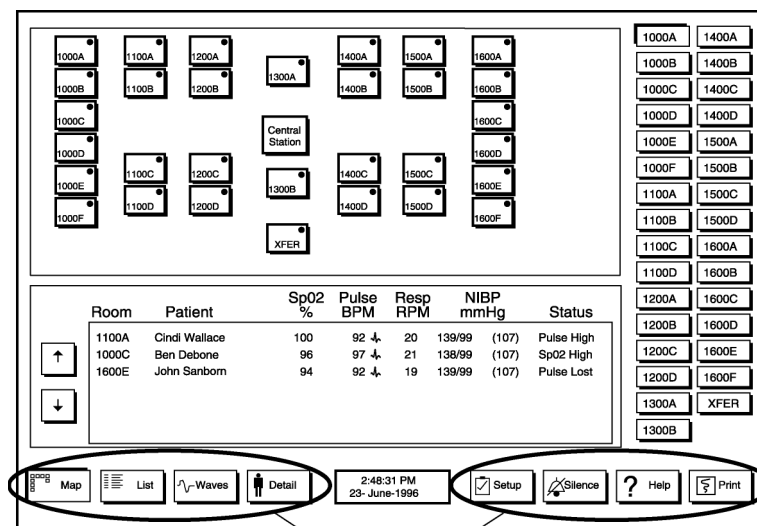 1000A 1100A 1200A 1300A 1400A 1500A 1600A
1000B 1100B 1200B 1400B 1500B 1600B
1000C 1600C
Central
Station
1000D 1600D
1100C 1200C 1400C 1500C
1000E 1300B 1600E
1100D 1200D 1400D 1500D
1000F 1600F
XFER
1000A 1400A
1000B 1400B
1000C 1400C
1000D 1400D
1000E 1500A
1000F 1500B
1100A 1500C
1100B 1500D
1100C 1600A
1100D 1600B
1200A 1600C
1200B 1600D
1200C 1600E
1200D 1600F
1300A XFER
1300B
Sp02 Pulse Resp NIBP
Room Patient % BPM RPM mmHg Status
1100A Cindi Wallace 100 92 20 139/99 (107) Pulse High
1000C Ben Debone 96 97 21 138/99 (107) Sp02 High
1600E John Sanborn 94 92 19 139/99 (107) Pulse Lost
Map List Waves Detail
2:48:31 PM
23- June-1996
Setup Silence ? Help Print